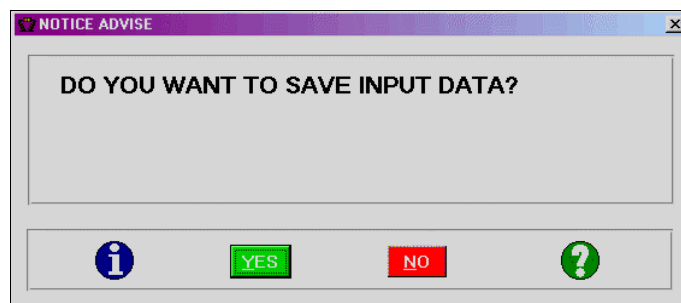 NOTICE ADVISE
DO YOU WANT TO SAVE INPUT DATA?
YES NO